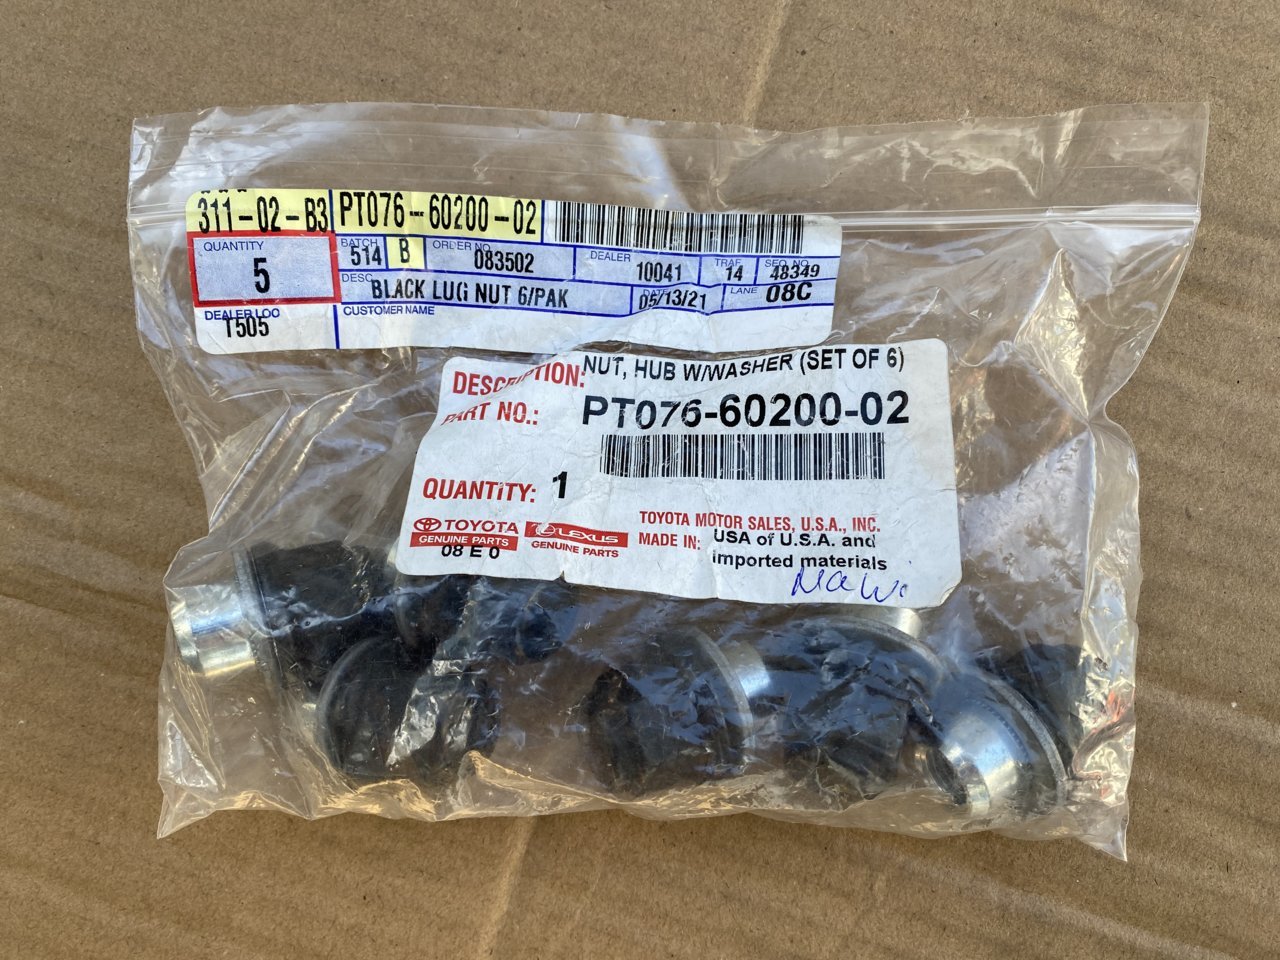 311-02-B3 PT076-60200-02
QUANTITY 5 BATCH 514 B ORDER NO. 083502 DEALER 10041 TRAF 14 SEQ. NO. 48349
DESC. BLACK LUG NUT 6/PAK DATE 05/13/21 LANE 08C
DEALER LOC T505 CUSTOMER NAME
DESCRIPTION: NUT, HUB W/WASHER (SET OF 6)
PART NO.: PT076-60200-02
QUANTITY: 1
TOYOTA GENUINE PARTS LEXUS GENUINE PARTS
08 E 0
TOYOTA MOTOR SALES, U.S.A., INC.
MADE IN: USA of U.S.A. and
imported materials